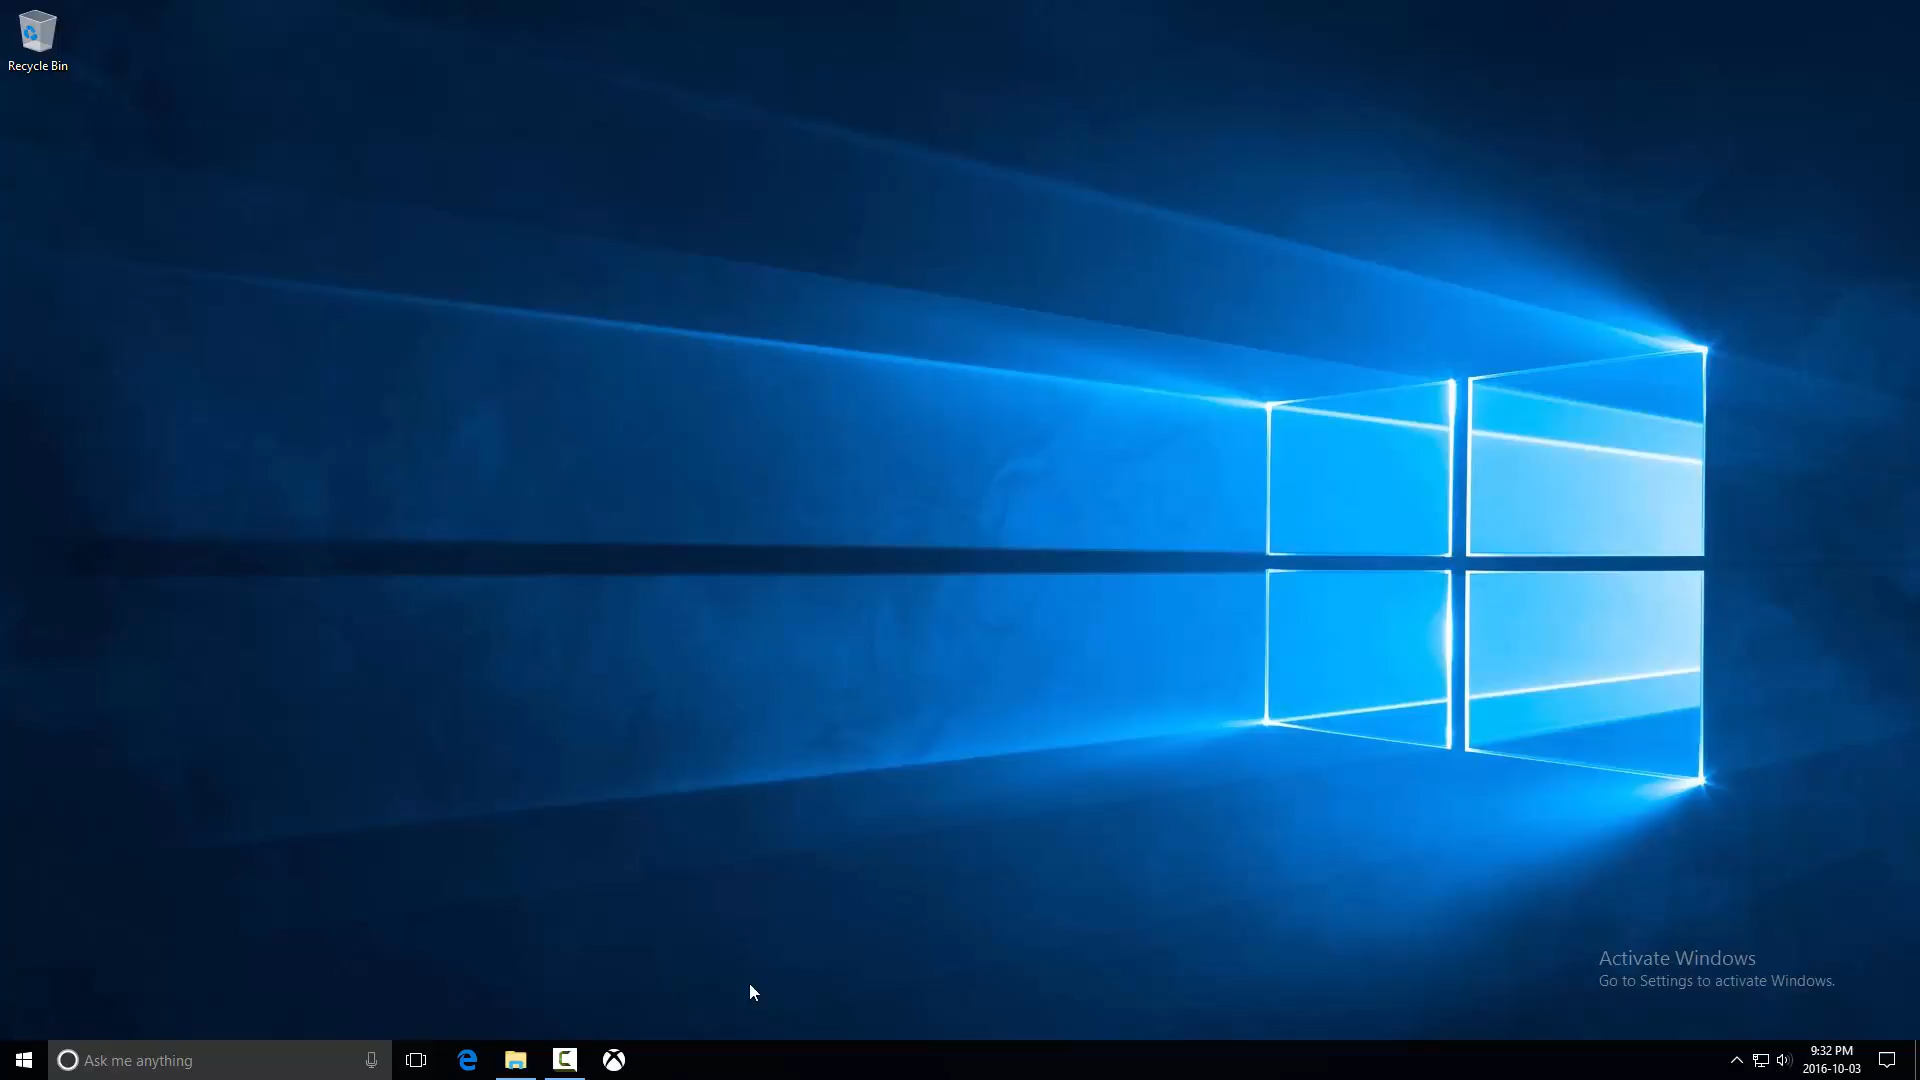 Recycle Bin
Activate Windows
Go to Settings to activate Windows.
Ask me anything
9:32 PM
2016-10-03